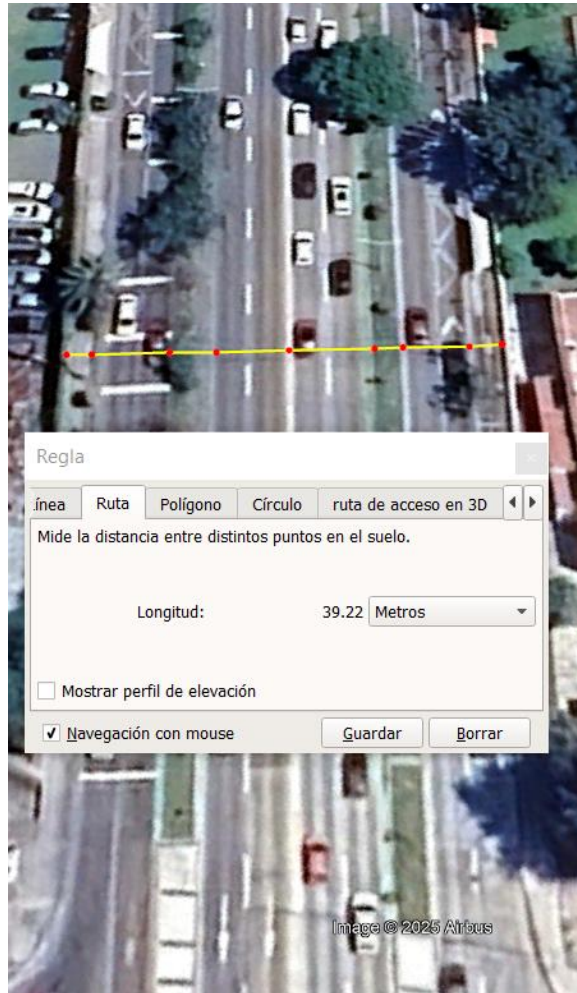 Regla
ínea Ruta Polígono Círculo ruta de acceso en 3D
Mide la distancia entre distintos puntos en el suelo.
Longitud: 39.22 Metros
Mostrar perfil de elevación
Navegación con mouse Guardar Borrar
Image © 2025 Airbus